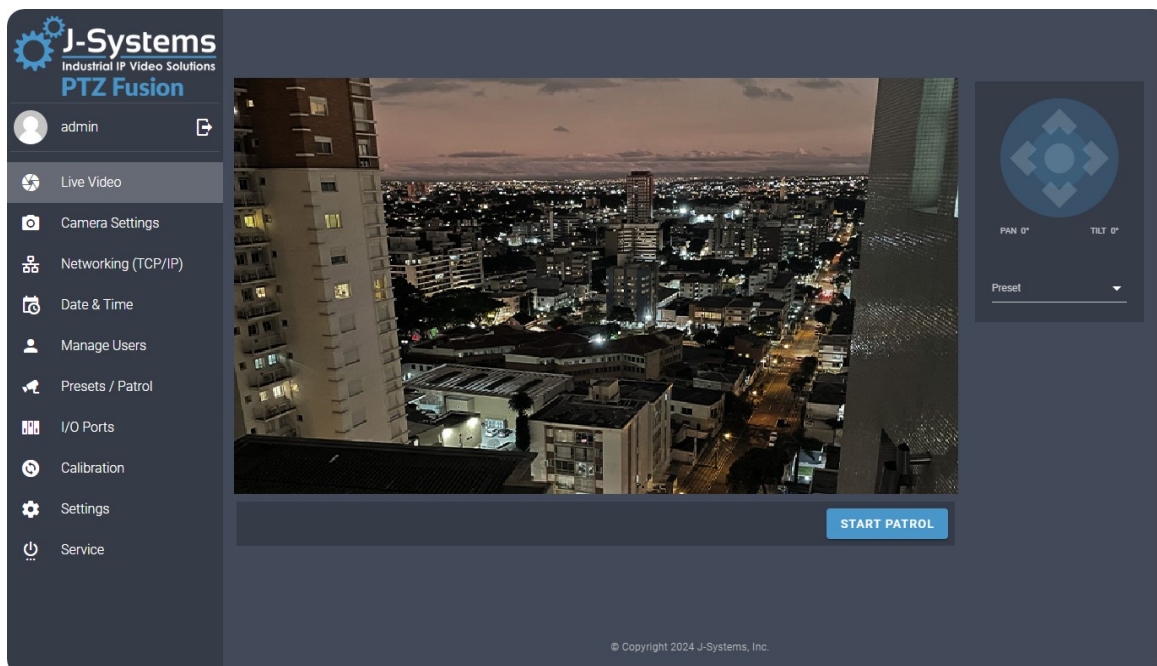 J-Systems
Industrial IP Video Solutions
PTZ Fusion
admin
Live Video
Camera Settings
Networking (TCP/IP)
Date & Time
Manage Users
Presets / Patrol
I/O Ports
Calibration
Settings
Service
PAN 0° TILT 0°
Preset
START PATROL
© Copyright 2024 J-Systems, Inc.